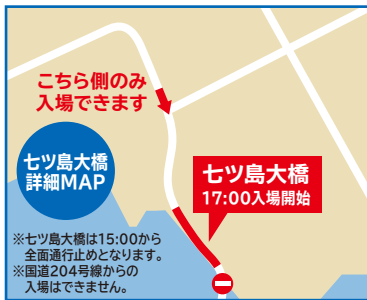 こちら側のみ
入場できます
七ツ島大橋
詳細MAP
七ツ島大橋
17:00入場開始
※七ツ島大橋は15:00から
全面通行止めとなります。
※国道204号線からの
入場はできません。